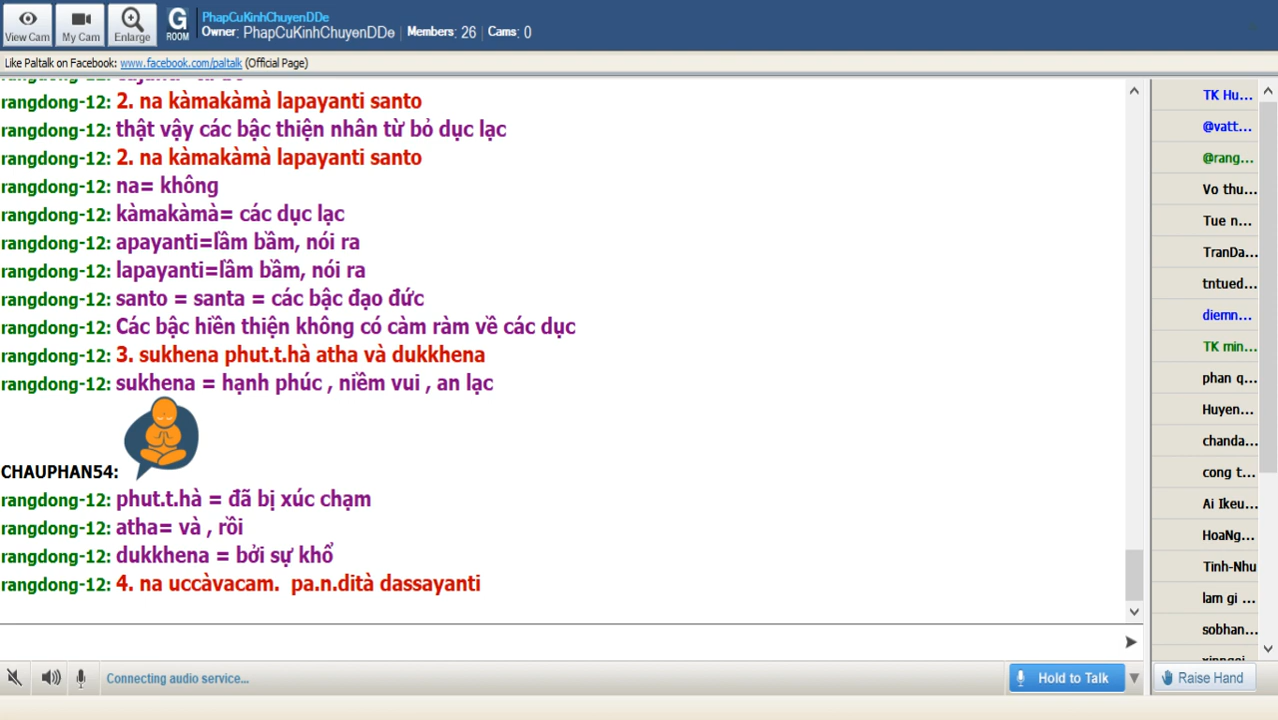 View Cam
My Cam
Enlarge
G
ROOM
PhapCuKinhChuyenDDe
Owner: PhapCuKinhChuyenDDe Members: 26 Cams: 0
Like Paltalk on Facebook: www.facebook.com/paltalk (Official Page)
rangdong-12: 2. na kàmakàmà lapayanti santo
rangdong-12: thật vậy các bậc thiện nhân từ bỏ dục lạc
rangdong-12: 2. na kàmakàmà lapayanti santo
rangdong-12: na= không
rangdong-12: kàmakàmà= các dục lạc
rangdong-12: apayanti=lầm bầm, nói ra
rangdong-12: lapayanti=lầm bầm, nói ra
rangdong-12: santo = santa = các bậc đạo đức
rangdong-12: Các bậc hiền thiện không có càm ràm về các dục
rangdong-12: 3. sukhena phut.t.hà atha và dukkhena
rangdong-12: sukhena = hạnh phúc , niềm vui , an lạc
CHAUPHAN54:
rangdong-12: phut.t.hà = đã bị xúc chạm
rangdong-12: atha= và , rồi
rangdong-12: dukkhena = bởi sự khổ
rangdong-12: 4. na uccàvacam. pa.n.dità dassayanti
TK Hu...
@vatt...
@rang...
Vo thu...
Tue n...
TranDa...
tntued...
diemn...
TK min...
phan q...
Huyen...
chanda...
cong t...
Ai Ikeu...
HoaNg...
Tinh-Nhu
lam gi ...
sobhan...
Connecting audio service...
Hold to Talk
Raise Hand